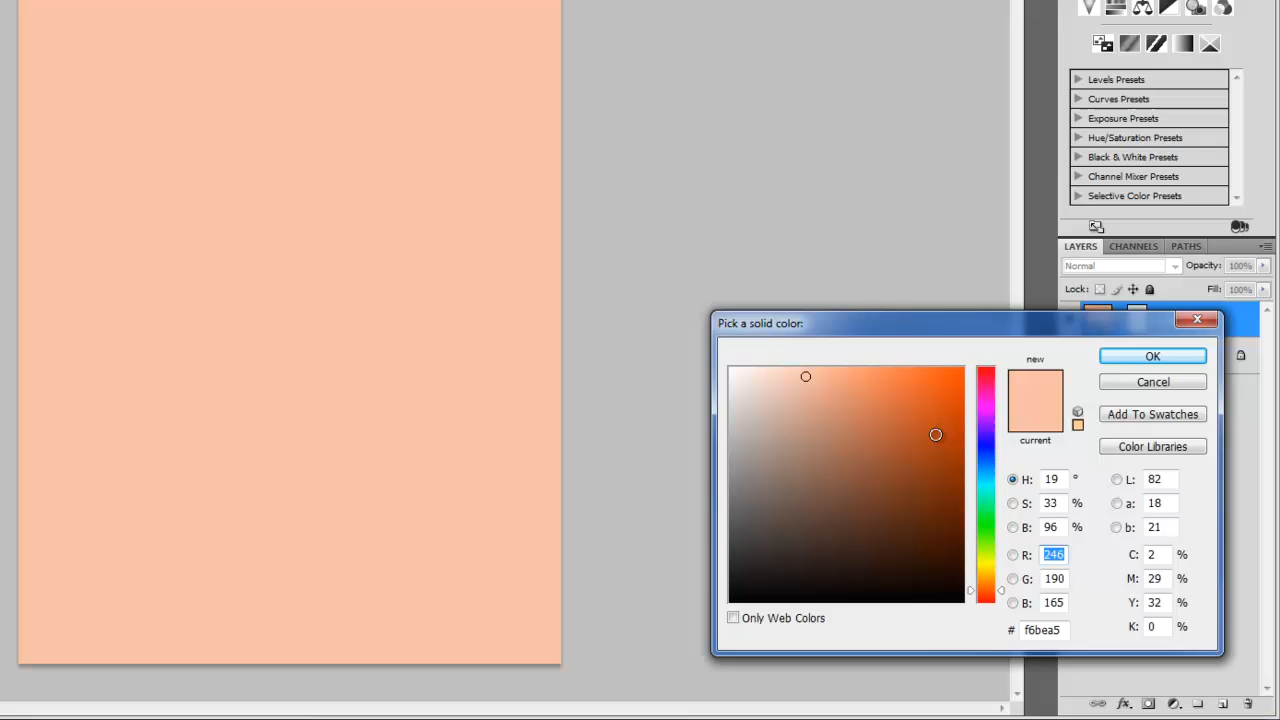 Levels Presets
Curves Presets
Exposure Presets
Hue/Saturation Presets
Black & White Presets
Channel Mixer Presets
Selective Color Presets
LAYERS CHANNELS PATHS
Normal Opacity: 100%
Lock: Fill: 100%
Pick a solid color:
new
current
OK
Cancel
Add To Swatches
Color Libraries
H: 19 ° L: 82
S: 33 % a: 18
B: 96 % b: 21
R: 246 C: 2 %
G: 190 M: 29 %
B: 165 Y: 32 %
# f6bea5 K: 0 %
Only Web Colors
fx